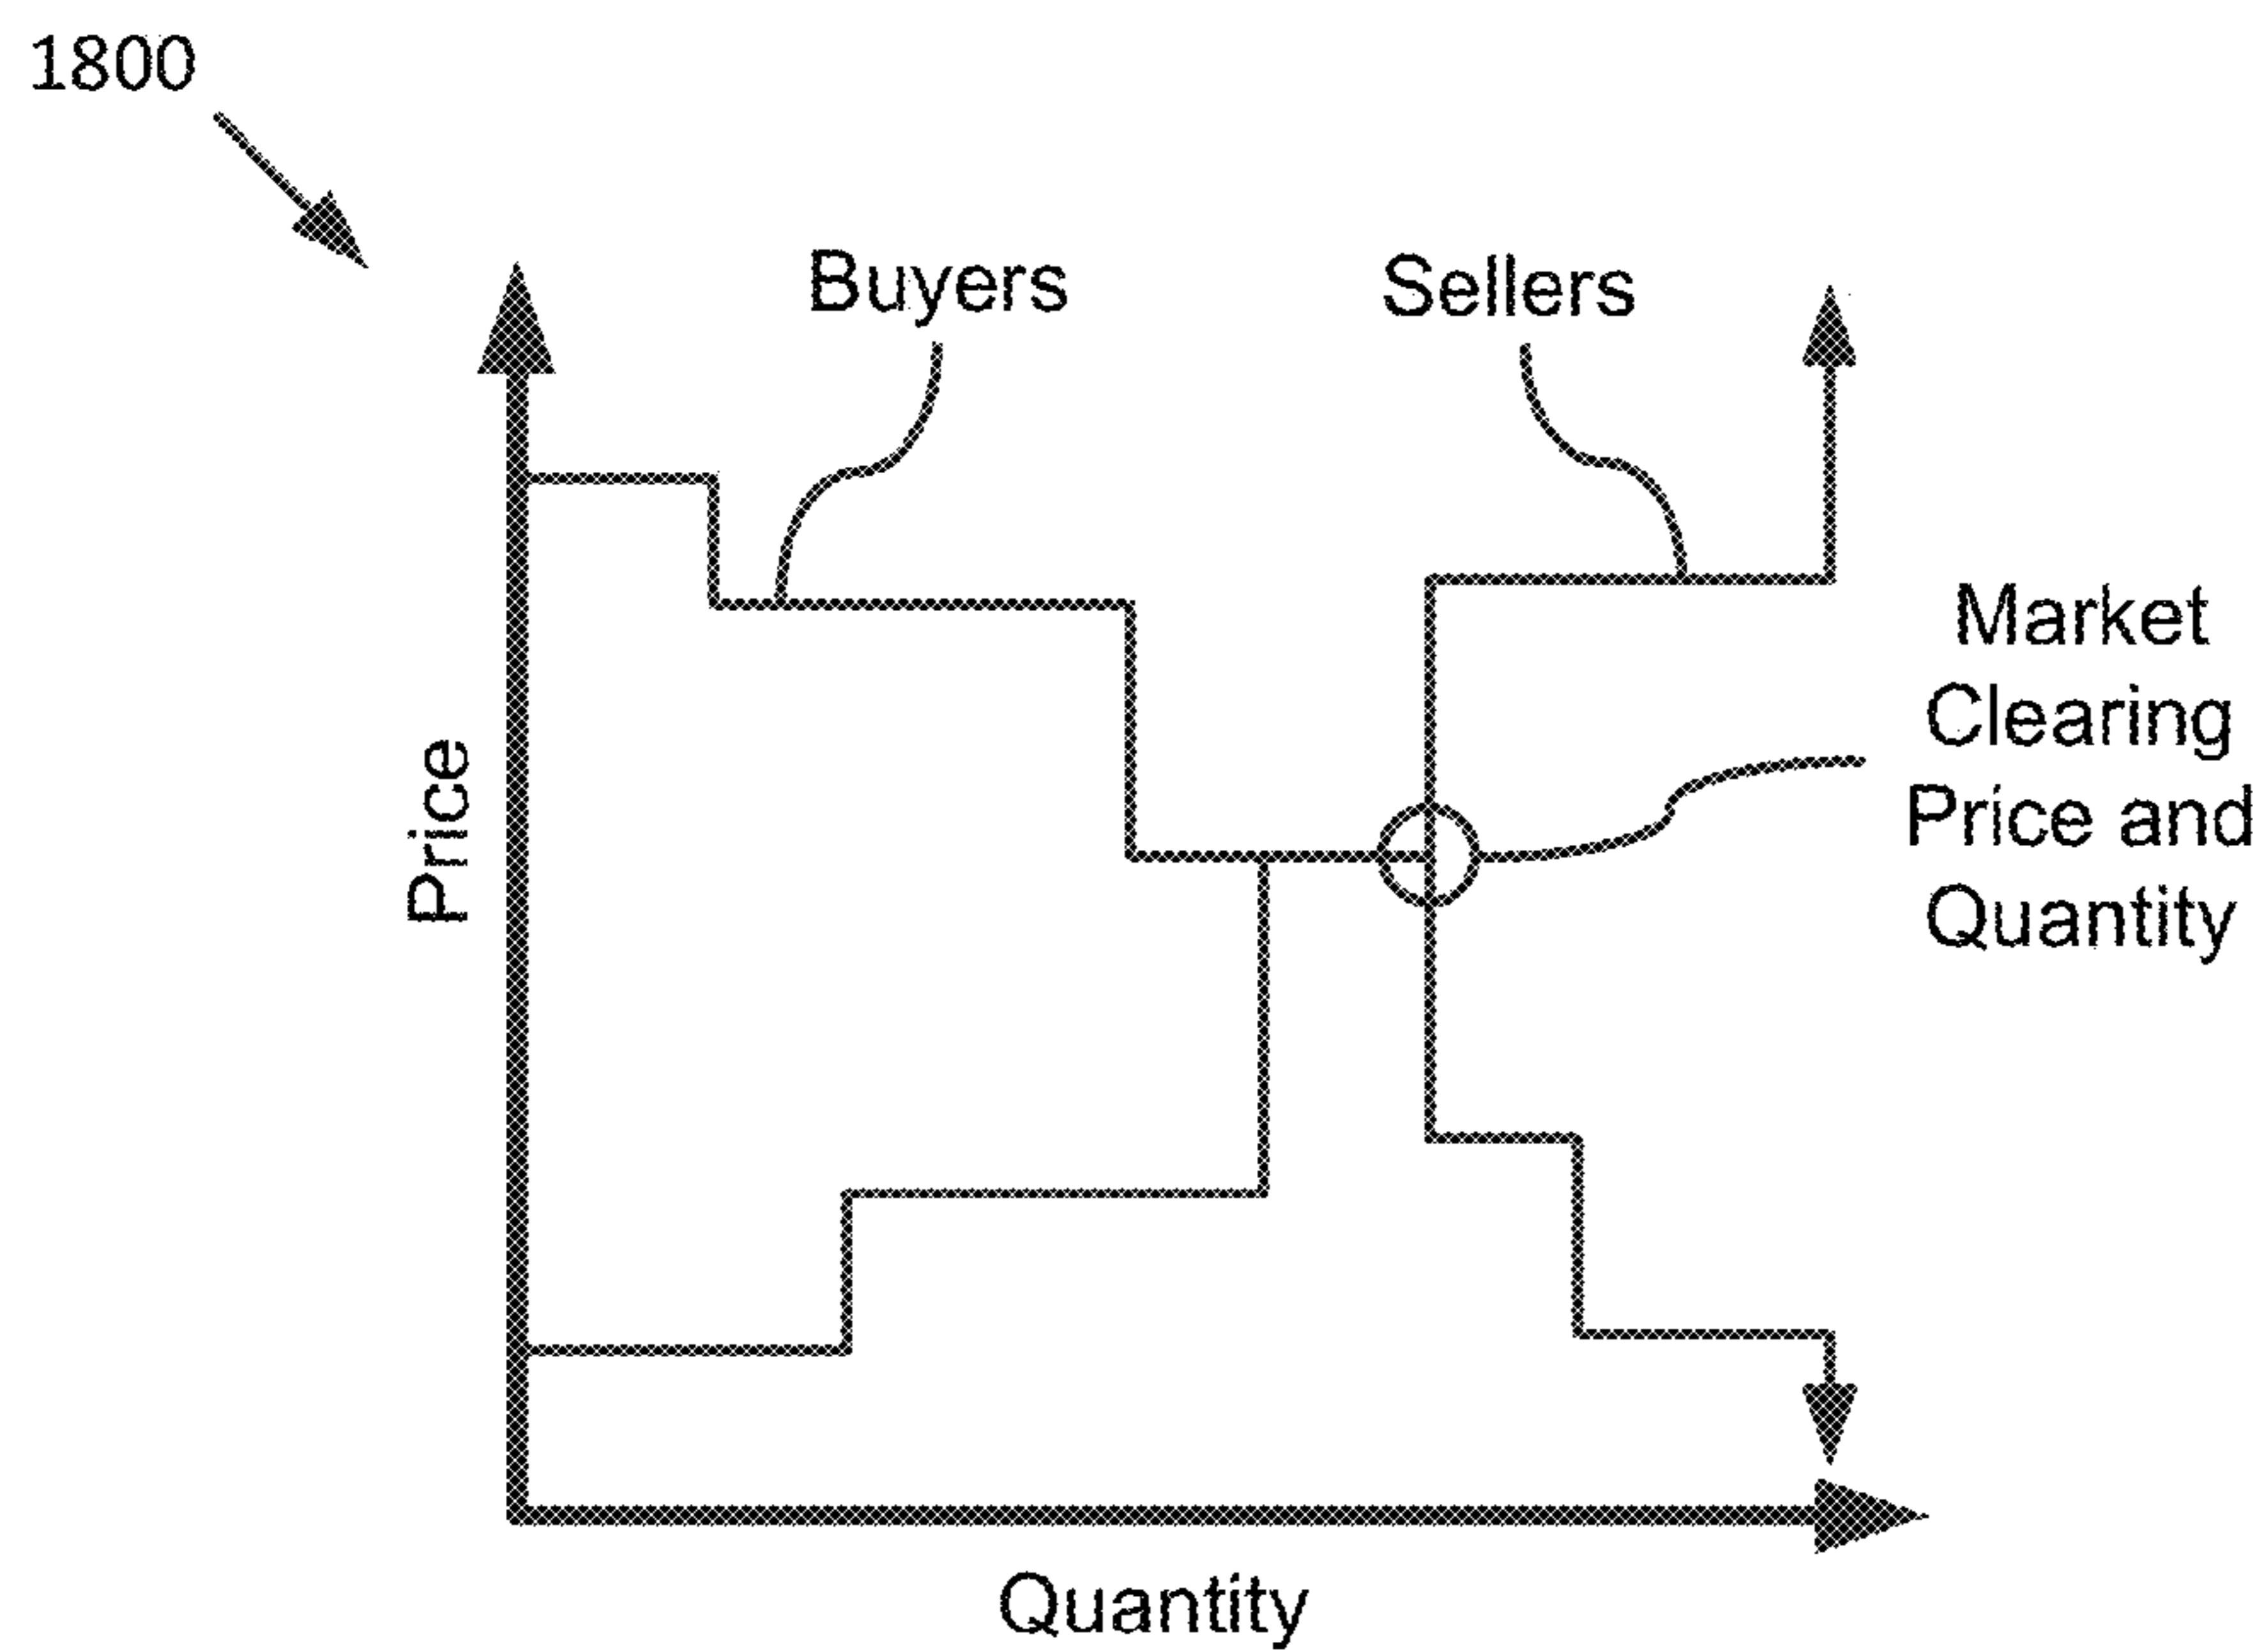 1800
Buyers
Sellers
Market
Clearing
Price and
Quantity
Price
Quantity